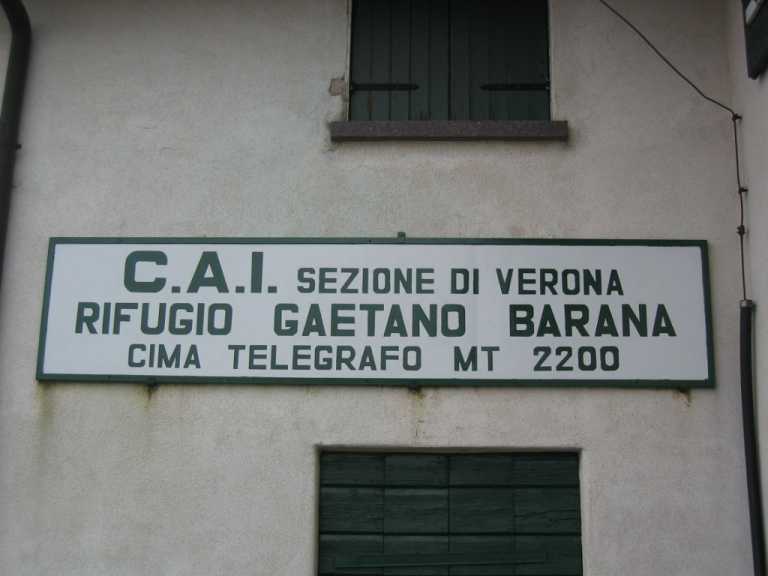 C.A.I. SEZIONE DI VERONA
RIFUGIO GAETANO BARANA
CIMA TELEGRAFO MT 2200